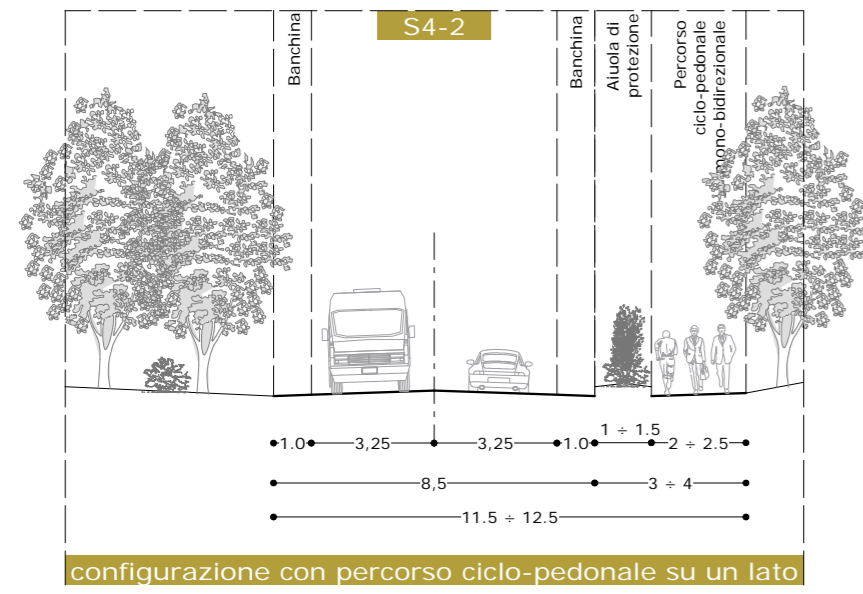 S4-2
Banchina
Banchina
Aiuola di
protezione
Percorso
ciclo-pedonale
mono-bidirezionale
1.0
3,25
3,25
1.0
1 ÷ 1.5
2 ÷ 2.5
8,5
3 ÷ 4
11.5 ÷ 12.5
configurazione con percorso ciclo-pedonale su un lato